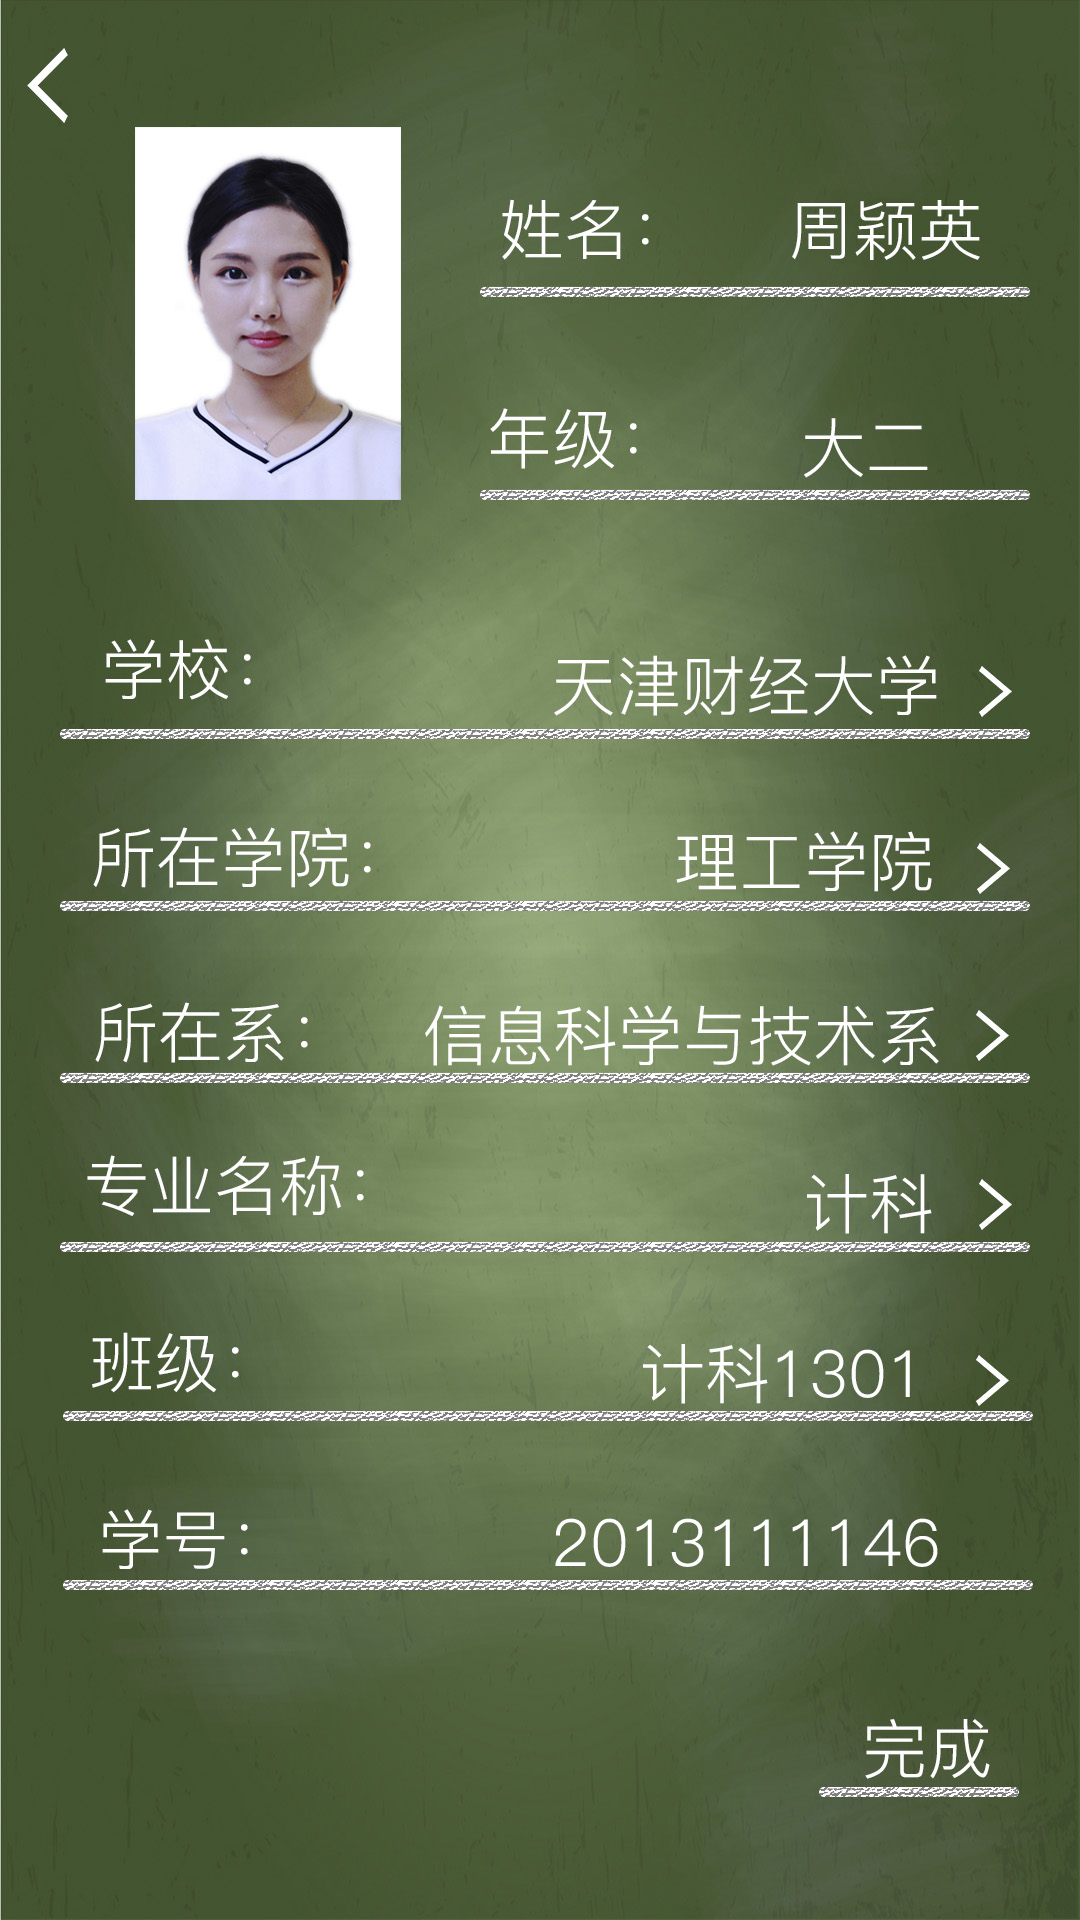 姓名： 周颖英
年级： 大二
学校： 天津财经大学
所在学院： 理工学院
所在系： 信息科学与技术系
专业名称： 计科
班级： 计科1301
学号： 2013111146
完成